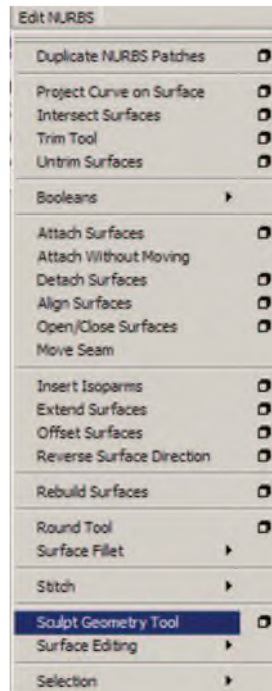 Edit NURBS
Duplicate NURBS Patches
Project Curve on Surface
Intersect Surfaces
Trim Tool
Untrim Surfaces
Booleans
Attach Surfaces
Attach Without Moving
Detach Surfaces
Align Surfaces
Open/Close Surfaces
Move Seam
Insert Isoparms
Extend Surfaces
Offset Surfaces
Reverse Surface Direction
Rebuild Surfaces
Round Tool
Surface Fillet
Stitch
Sculpt Geometry Tool
Surface Editing
Selection